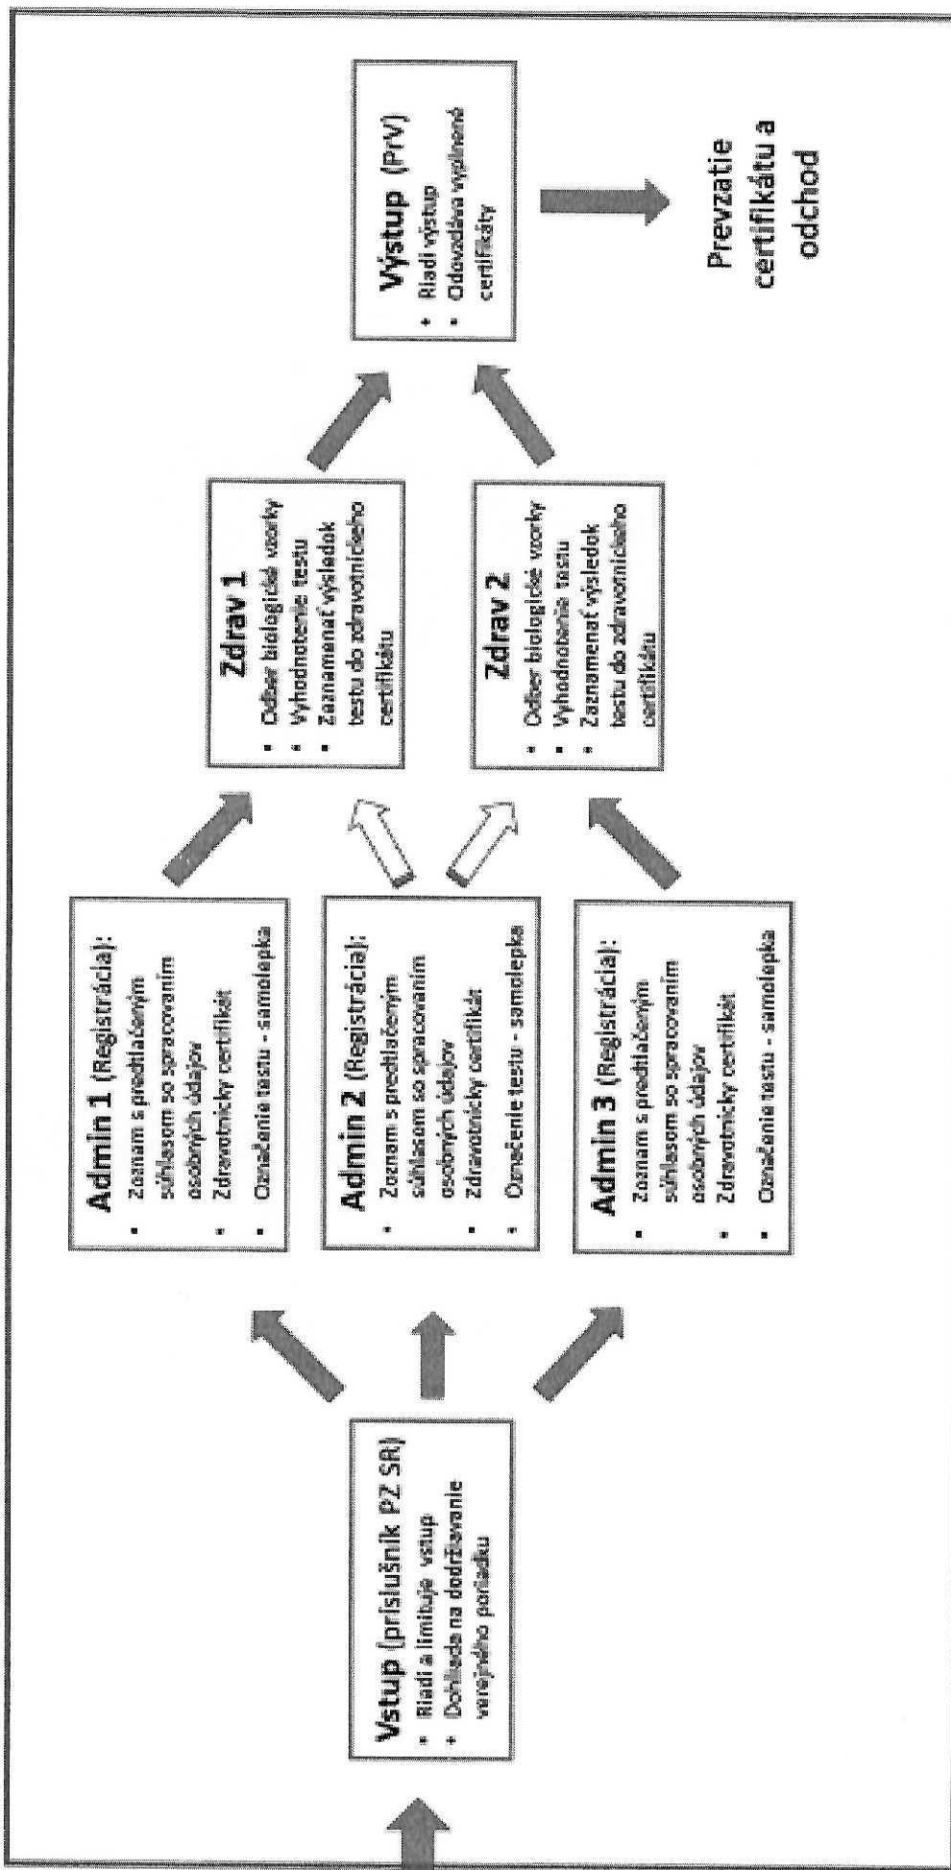 Vstup (príslušník PZ SR)
• Riadi a limituje vstup
• Dohliada na dodržiavanie
verejného poriadku
Admin 1 (Registrácia):
• Zoznam s predtlačeným
súhlasom so spracovaním
osobných údajov
• Zdravotnícky certifikát
• Označenie testu - samolepka
Admin 2 (Registrácia):
• Zoznam s predtlačeným
súhlasom so spracovaním
osobných údajov
• Zdravotnícky certifikát
• Označenie testu - samolepka
Admin 3 (Registrácia):
• Zoznam s predtlačeným
súhlasom so spracovaním
osobných údajov
• Zdravotnícky certifikát
• Označenie testu - samolepka
Zdrav 1
• Odber biologické vzorky
• Vyhodnotenie testu
• Zaznamenať výsledok
testu do zdravotníckeho
certifikátu
Zdrav 2
• Odber biologické vzorky
• Vyhodnotenie testu
• Zaznamenať výsledok
testu do zdravotníckeho
certifikátu
Výstup (PrV)
• Riadi výstup
• Odovzdáva vyplnené
certifikáty
Prevzatie
certifikátu a
odchod